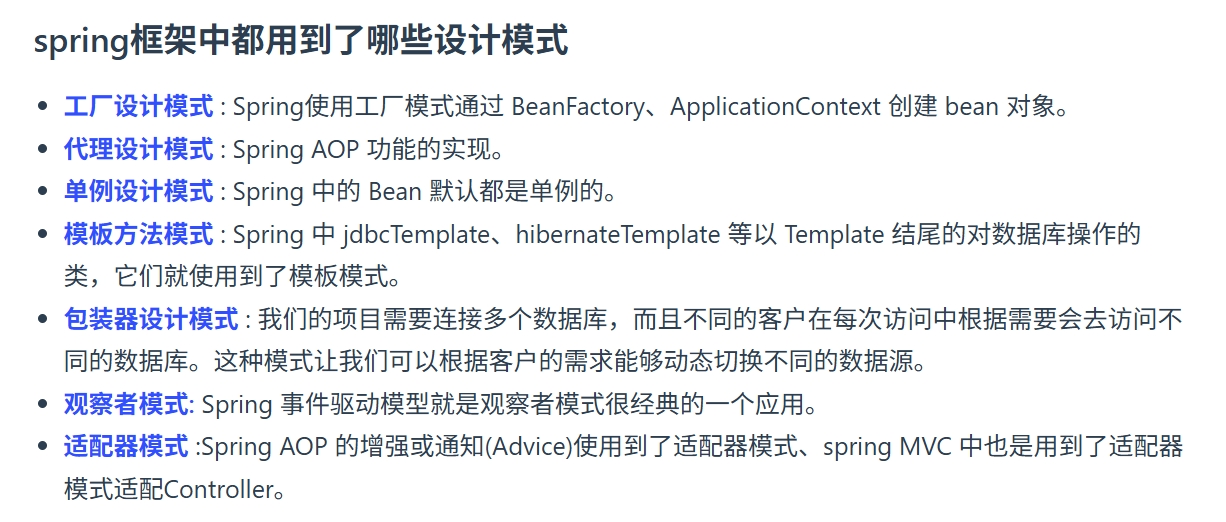 spring框架中都用到了哪些设计模式
• 工厂设计模式 : Spring使用工厂模式通过 BeanFactory、ApplicationContext 创建 bean 对象。
• 代理设计模式 : Spring AOP 功能的实现。
• 单例设计模式 : Spring 中的 Bean 默认都是单例的。
• 模板方法模式 : Spring 中 jdbcTemplate、hibernateTemplate 等以 Template 结尾的对数据库操作的
类，它们就使用到了模板模式。
• 包装器设计模式 : 我们的项目需要连接多个数据库，而且不同的客户在每次访问中根据需要会去访问不
同的数据库。这种模式让我们可以根据客户的需求能够动态切换不同的数据源。
• 观察者模式: Spring 事件驱动模型就是观察者模式很经典的一个应用。
• 适配器模式 :Spring AOP 的增强或通知(Advice)使用到了适配器模式、spring MVC 中也是用到了适配器
模式适配Controller。